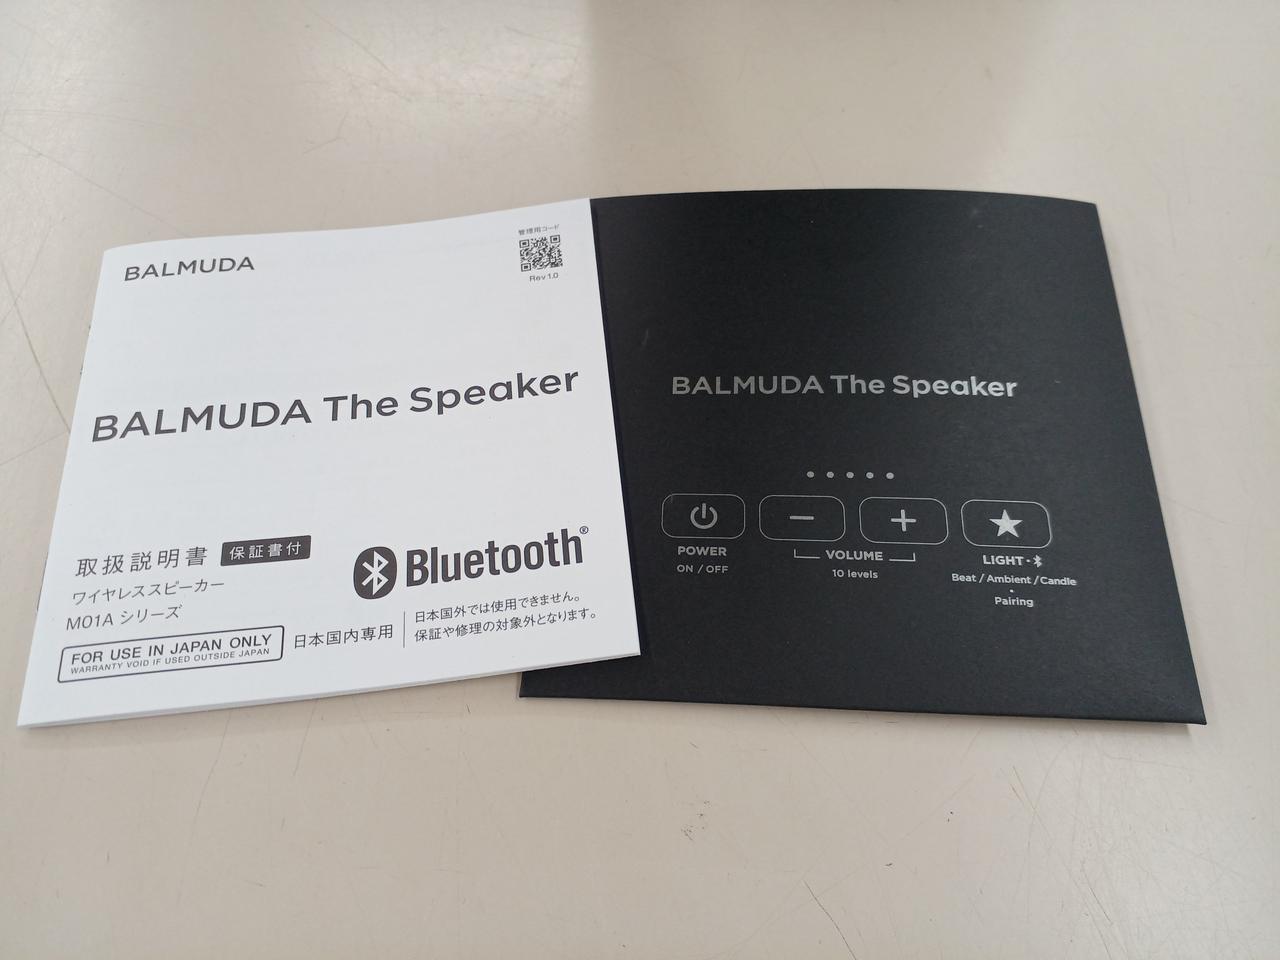 BALMUDA
管理用コード
Rev 1.0
BALMUDA The Speaker
取扱説明書 保証書付
ワイヤレススピーカー
M01A シリーズ
Bluetooth®
FOR USE IN JAPAN ONLY
WARRANTY VOID IF USED OUTSIDE JAPAN
日本国内専用
日本国外では使用できません。
保証や修理の対象外となります。
BALMUDA The Speaker
POWER
ON / OFF
VOLUME
10 levels
LIGHT・
Beat / Ambient / Candle
・
Pairing